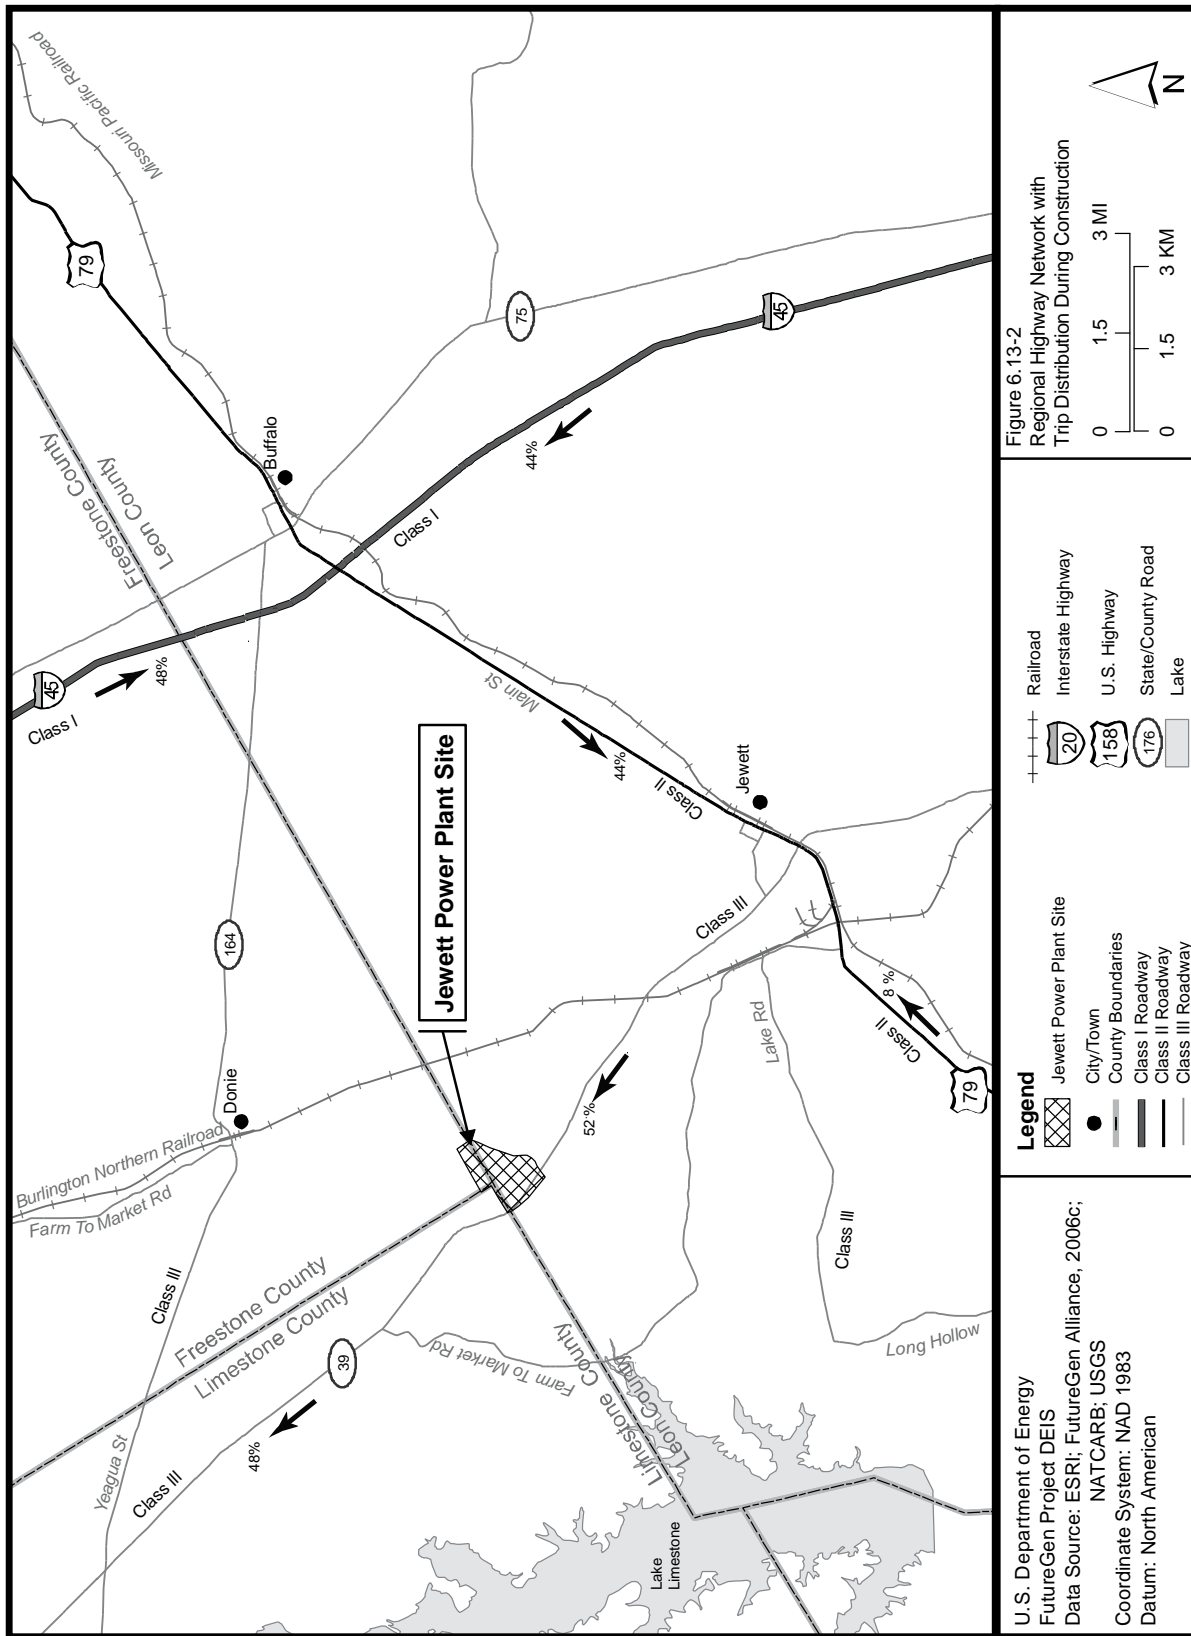 Missouri Pacific Railroad
79
Freestone County
Leon County
Buffalo
75
45
44%
Class I
48%
45
Class I
Main St
44%
Class II
Jewett
Jewett Power Plant Site
164
Class III
Lake Rd
8 %
Class II
79
52 %
Donie
Burlington Northern Railroad
Farm To Market Rd
Class III
Freestone County
Limestone County
39
48%
Class III
Yeagua St
Farm To Market Rd
Class III
Long Hollow
Limestone County
Leon County
Lake
Limestone
Figure 6.13-2
Regional Highway Network with
Trip Distribution During Construction
0 1.5 3 MI
0 1.5 3 KM
N
Legend
Jewett Power Plant Site
City/Town
County Boundaries
Class I Roadway
Class II Roadway
Class III Roadway
Railroad
20 Interstate Highway
158 U.S. Highway
176 State/County Road
Lake
U.S. Department of Energy
FutureGen Project DEIS
Data Source: ESRI; FutureGen Alliance, 2006c;
NATCARB; USGS
Coordinate System: NAD 1983
Datum: North American